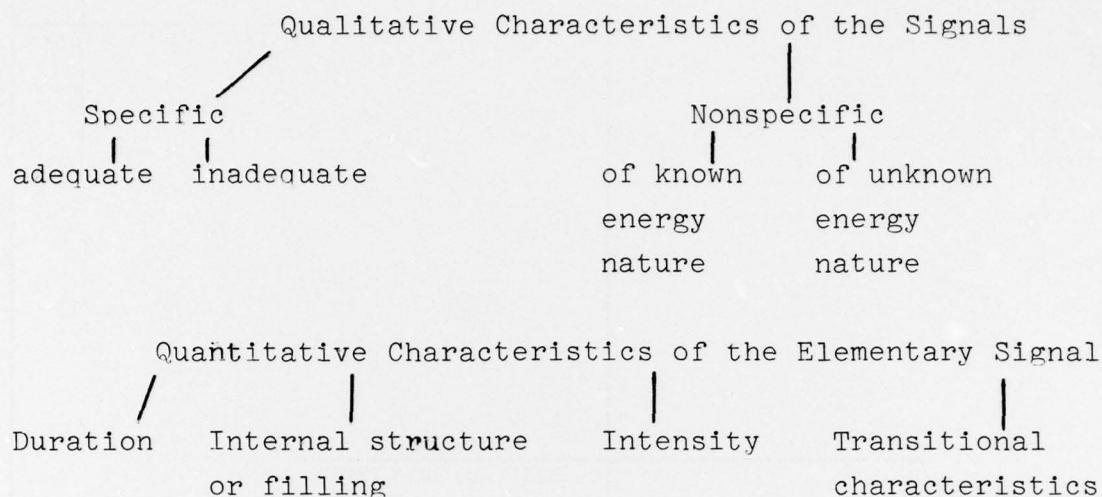 Qualitative Characteristics of the Signals
Specific Nonspecific
adequate inadequate of known of unknown
energy energy
nature nature
Quantitative Characteristics of the Elementary Signal
Duration Internal structure Intensity Transitional
or filling characteristics